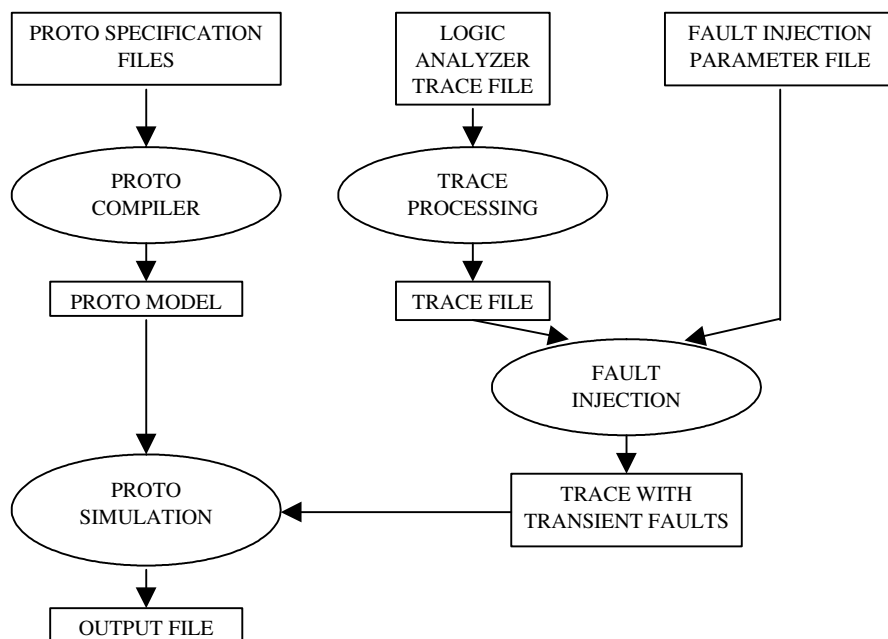 PROTO SPECIFICATION
FILES
LOGIC
ANALYZER
TRACE FILE
FAULT INJECTION
PARAMETER FILE
PROTO
COMPILER
TRACE
PROCESSING
PROTO MODEL
TRACE FILE
FAULT
INJECTION
PROTO
SIMULATION
TRACE WITH
TRANSIENT FAULTS
OUTPUT FILE